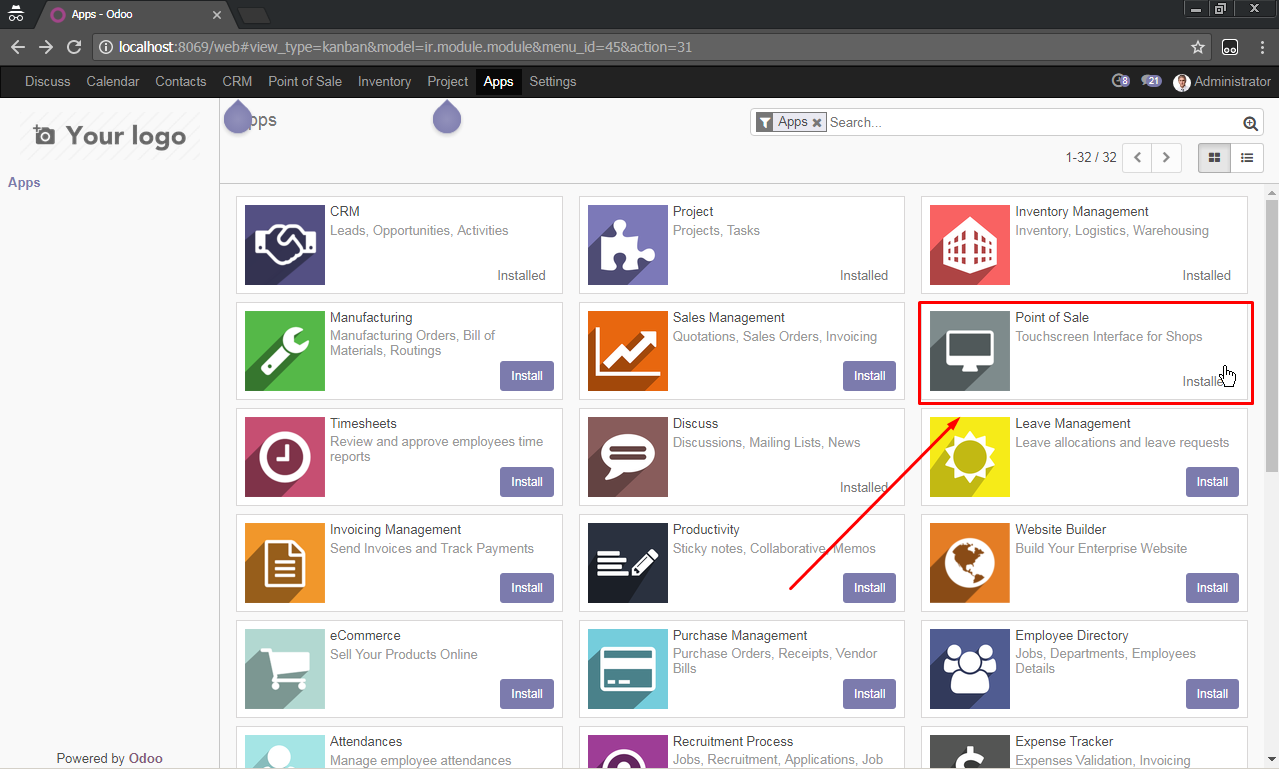 Apps - Odoo
localhost:8069/web#view_type=kanban&model=ir.module.module&menu_id=45&action=31
Discuss Calendar Contacts CRM Point of Sale Inventory Project Apps Settings 8 21 Administrator
Your logo
Apps
pps
Apps Search...
1-32 / 32
CRM
Leads, Opportunities, Activities
Installed
Project
Projects, Tasks
Installed
Inventory Management
Inventory, Logistics, Warehousing
Installed
Manufacturing
Manufacturing Orders, Bill of
Materials, Routings
Install
Sales Management
Quotations, Sales Orders, Invoicing
Install
Point of Sale
Touchscreen Interface for Shops
Installed
Timesheets
Review and approve employees time
reports
Install
Discuss
Discussions, Mailing Lists, News
Installed
Leave Management
Leave allocations and leave requests
Install
Invoicing Management
Send Invoices and Track Payments
Install
Productivity
Sticky notes, Collaborative, Memos
Install
Website Builder
Build Your Enterprise Website
Install
eCommerce
Sell Your Products Online
Install
Purchase Management
Purchase Orders, Receipts, Vendor
Bills
Install
Employee Directory
Jobs, Departments, Employees
Details
Install
Attendances
Manage employee attendances
Recruitment Process
Jobs, Recruitment, Applications, Job
Expense Tracker
Expenses Validation, Invoicing
Powered by Odoo